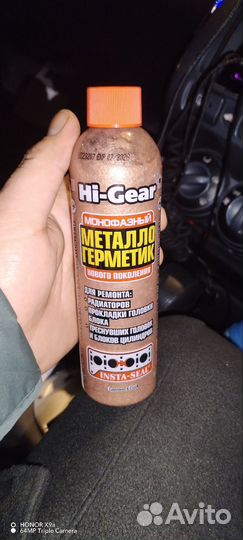 Hi-Gear
МОНОФАЗНЫЙ
МЕТАЛЛО
ГЕРМЕТИК
НОВОГО ПОКОЛЕНИЯ
ДЛЯ РЕМОНТА:
РАДИАТОРОВ
ПРОКЛАДКИ ГОЛОВКИ
БЛОКА
ТРЕСНУВШИХ ГОЛОВОК
И БЛОКОВ ЦИЛИНДРОВ
INSTA-SEAL
HONOR X9a
64MP Triple Camera
Avito